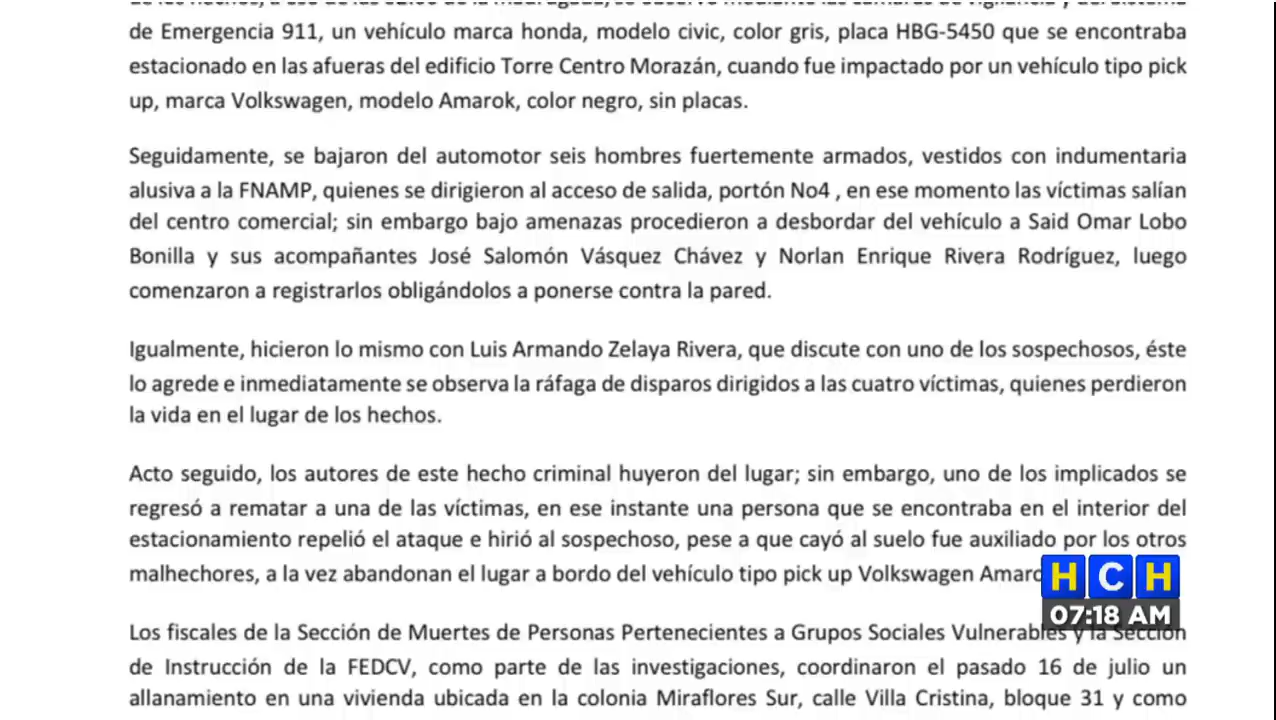 de Emergencia 911, un vehículo marca honda, modelo civic, color gris, placa HBG-5450 que se encontraba
estacionado en las afueras del edificio Torre Centro Morazán, cuando fue impactado por un vehículo tipo pick
up, marca Volkswagen, modelo Amarok, color negro, sin placas.
Seguidamente, se bajaron del automotor seis hombres fuertemente armados, vestidos con indumentaria
alusiva a la FNAMP, quienes se dirigieron al acceso de salida, portón No4 , en ese momento las víctimas salían
del centro comercial; sin embargo bajo amenazas procedieron a desbordar del vehículo a Said Omar Lobo
Bonilla y sus acompañantes José Salomón Vásquez Chávez y Norlan Enrique Rivera Rodríguez, luego
comenzaron a registrarlos obligándolos a ponerse contra la pared.
Igualmente, hicieron lo mismo con Luis Armando Zelaya Rivera, que discute con uno de los sospechosos, éste
lo agrede e inmediatamente se observa la ráfaga de disparos dirigidos a las cuatro víctimas, quienes perdieron
la vida en el lugar de los hechos.
Acto seguido, los autores de este hecho criminal huyeron del lugar; sin embargo, uno de los implicados se
regresó a rematar a una de las víctimas, en ese instante una persona que se encontraba en el interior del
estacionamiento repelió el ataque e hirió al sospechoso, pese a que cayó al suelo fue auxiliado por los otros
malhechores, a la vez abandonan el lugar a bordo del vehículo tipo pick up Volkswagen
HCH
07:18 AM
Los fiscales de la Sección de Muertes de Personas Pertenecientes a Grupos Sociales Vulnerables y la Sección
de Instrucción de la FEDCV, como parte de las investigaciones, coordinaron el pasado 16 de julio un
allanamiento en una vivienda ubicada en la colonia Miraflores Sur, calle Villa Cristina, bloque 31 y como